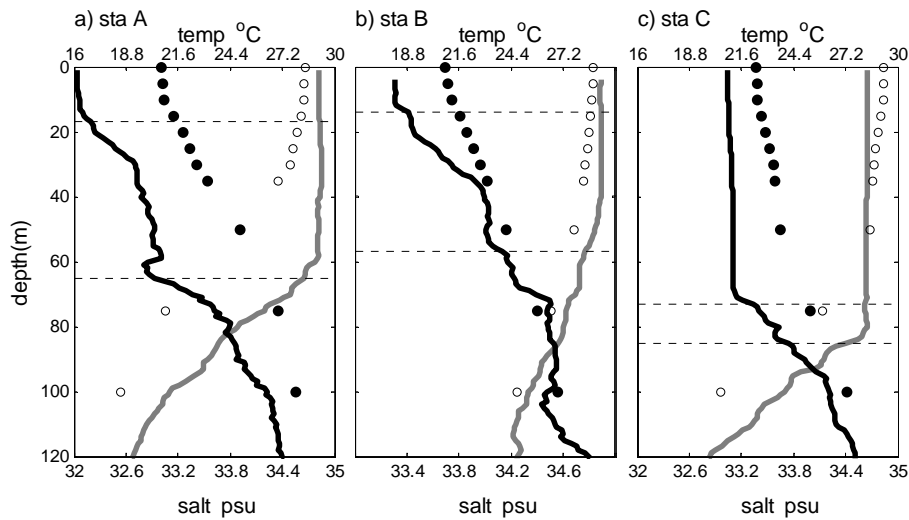 a) sta A b) sta B c) sta C
temp °C temp °C temp °C
16 18.8 21.6 24.4 27.2 30 18.8 21.6 24.4 27.2 16 18.8 21.6 24.4 27.2 30
0
20
40
60
80
100
120
depth(m)
32 32.6 33.2 33.8 34.4 35 33.4 33.8 34.2 34.6 32 32.6 33.2 33.8 34.4 35
salt psu salt psu salt psu